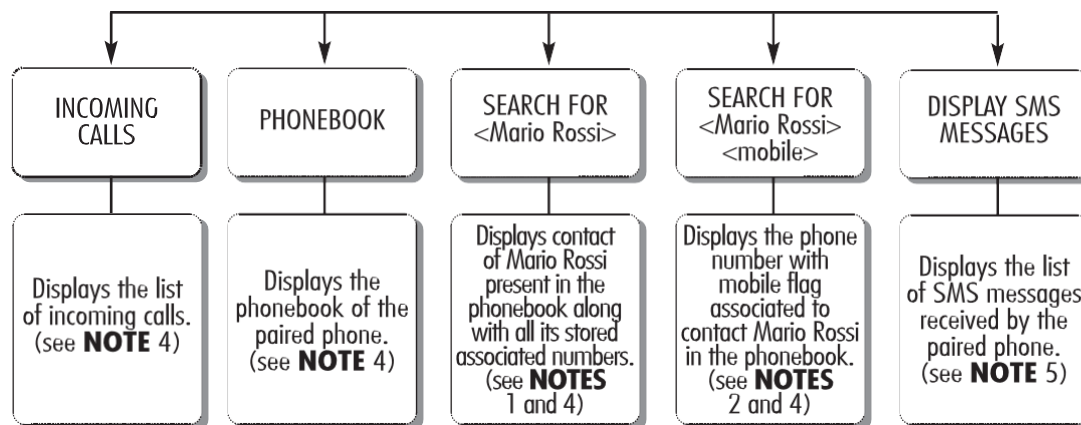 INCOMING
CALLS
PHONEBOOK
SEARCH FOR
<Mario Rossi>
SEARCH FOR
<Mario Rossi>
<mobile>
DISPLAY SMS
MESSAGES
Displays the list
of incoming calls.
(see NOTE 4)
Displays the
phonebook of the
paired phone.
(see NOTE 4)
Displays contact
of Mario Rossi
present in the
phonebook along
with all its stored
associated numbers.
(see NOTES
1 and 4)
Displays the phone
number with
mobile flag
associated to
contact Mario Rossi
in the phonebook.
(see NOTES
2 and 4)
Displays the list
of SMS messages
received by the
paired phone.
(see NOTE 5)